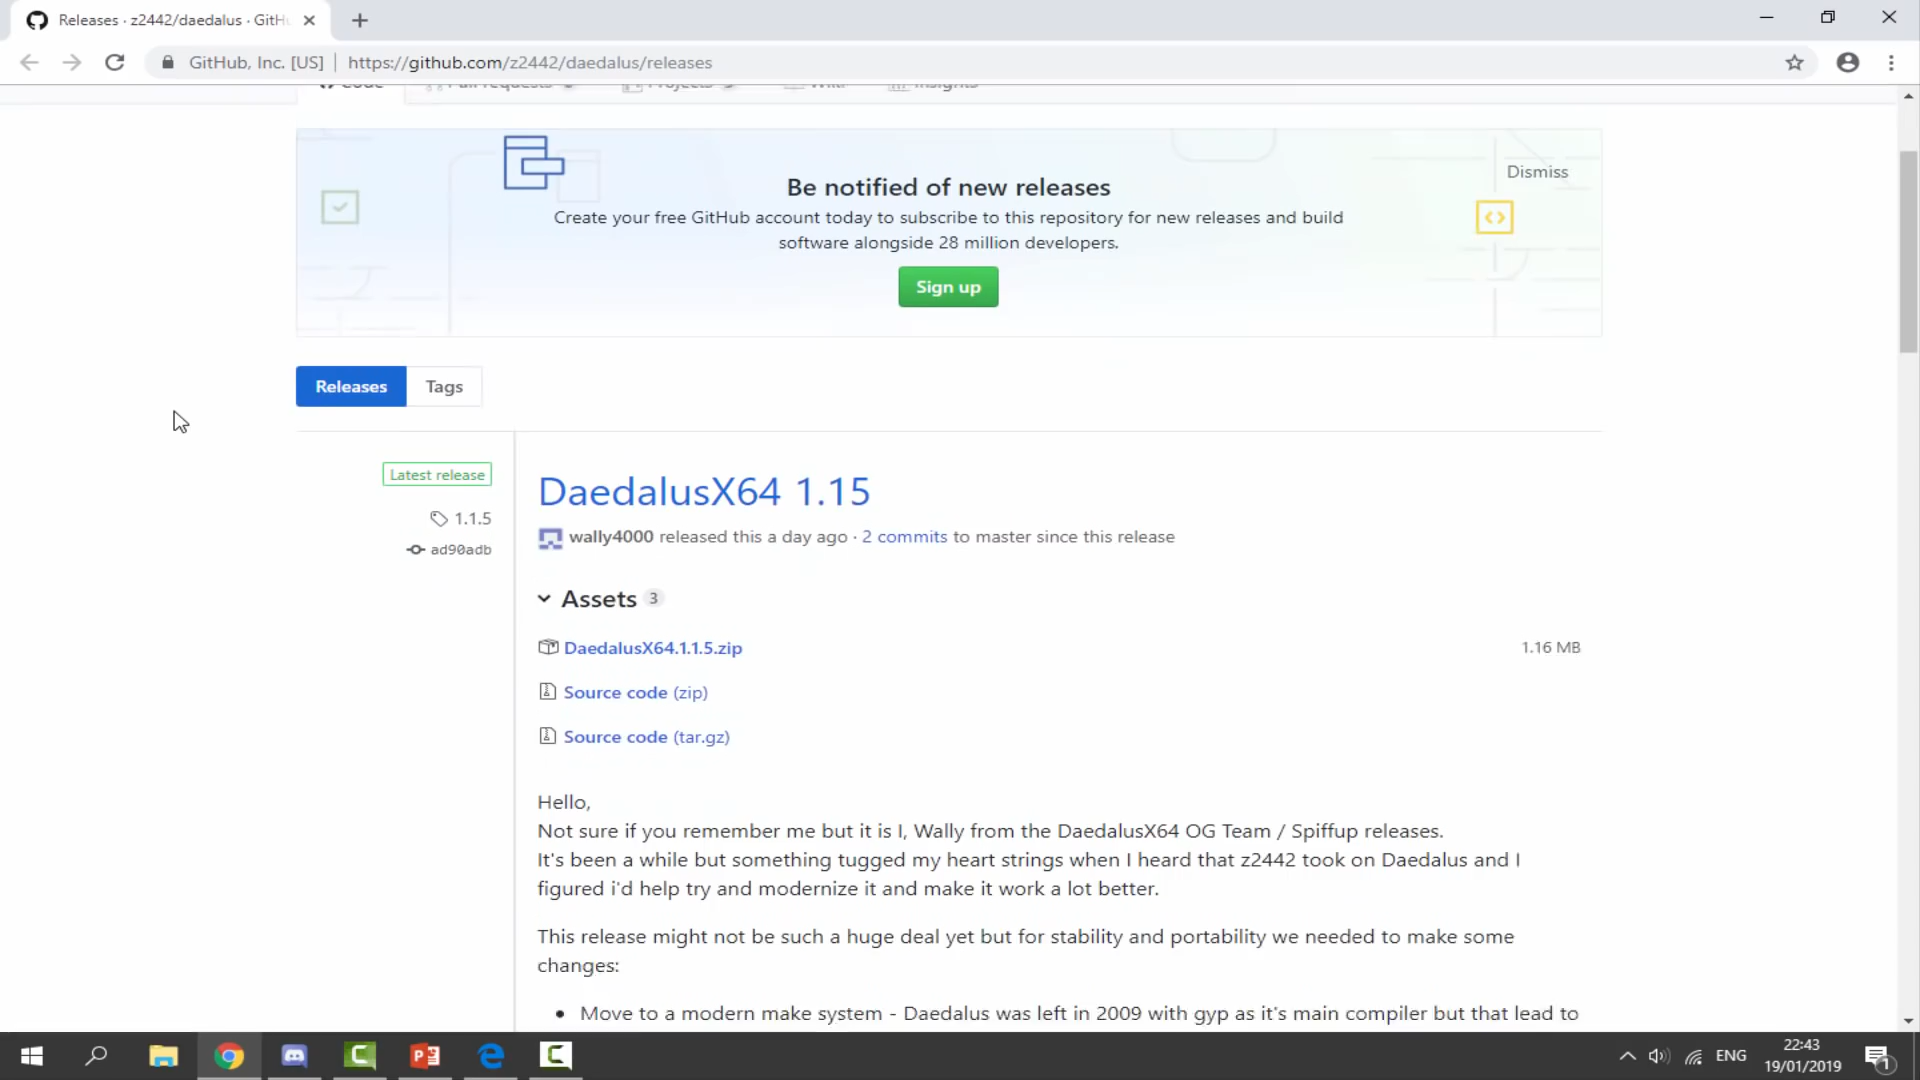 Releases · z2442/daedalus · GitH
GitHub, Inc. [US] | https://github.com/z2442/daedalus/releases
Code Pull requests Projects Wiki Insights
Be notified of new releases
Dismiss
Create your free GitHub account today to subscribe to this repository for new releases and build
software alongside 28 million developers.
Sign up
Releases Tags
Latest release
1.1.5
ad90adb
DaedalusX64 1.15
wally4000 released this a day ago · 2 commits to master since this release
Assets 3
DaedalusX64.1.1.5.zip 1.16 MB
Source code (zip)
Source code (tar.gz)
Hello,
Not sure if you remember me but it is I, Wally from the DaedalusX64 OG Team / Spiffup releases.
It's been a while but something tugged my heart strings when I heard that z2442 took on Daedalus and I
figured i'd help try and modernize it and make it work a lot better.
This release might not be such a huge deal yet but for stability and portability we needed to make some
changes:
• Move to a modern make system - Daedalus was left in 2009 with gyp as it's main compiler but that lead to
ENG
22:43
19/01/2019
1